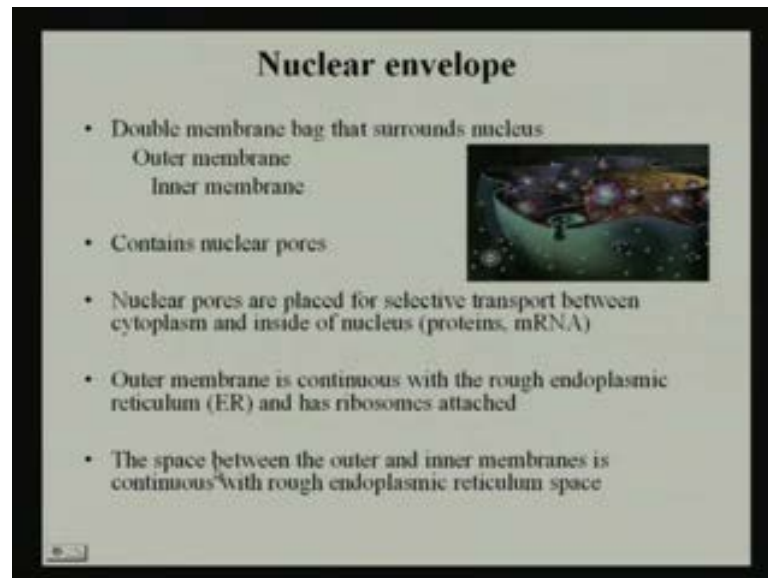 Nuclear envelope
• Double membrane bag that surrounds nucleus
Outer membrane
Inner membrane
• Contains nuclear pores
• Nuclear pores are placed for selective transport between
cytoplasm and inside of nucleus (proteins, mRNA)
• Outer membrane is continuous with the rough endoplasmic
reticulum (ER) and has ribosomes attached
• The space between the outer and inner membranes is
continuous with rough endoplasmic reticulum space